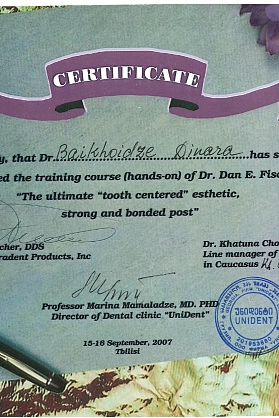 CERTIFICATE
y, that Dr. Baikhoidze Dinara has s
ed the training course (hands-on) of Dr. Dan E. Fisc
"The ultimate "tooth centered" esthetic,
strong and bonded post"
cher, DDS
radent Products, Inc
Dr. Khatuna Cho
Line manager of
in Caucasus
Professor Marina Mamaladze, MD. PHD
Director of Dental clinic "UniDent"
15-16 September, 2007
Tbilisi
UNIDENT